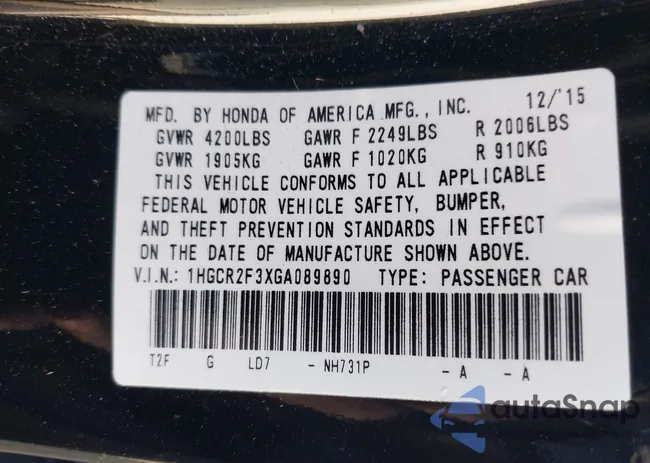 MFD. BY HONDA OF AMERICA MFG., INC. 12/'15
GVWR 4200LBS GAWR F 2249LBS R 2006LBS
GVWR 1905KG GAWR F 1020KG R 910KG
THIS VEHICLE CONFORMS TO ALL APPLICABLE
FEDERAL MOTOR VEHICLE SAFETY, BUMPER,
AND THEFT PREVENTION STANDARDS IN EFFECT
ON THE DATE OF MANUFACTURE SHOWN ABOVE.
V.I.N.: 1HGCR2F3XGA089890 TYPE: PASSENGER CAR
T2F G LD7 - NH731P - A - A
autoSnap